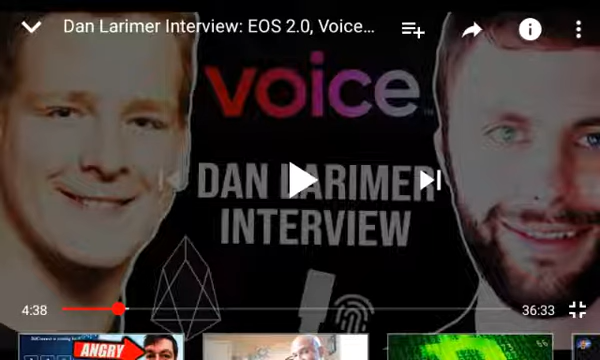 Dan Larimer Interview: EOS 2.0, Voice...
voice
DAN LARIMER
INTERVIEW
4:38
36:33
ANGRY